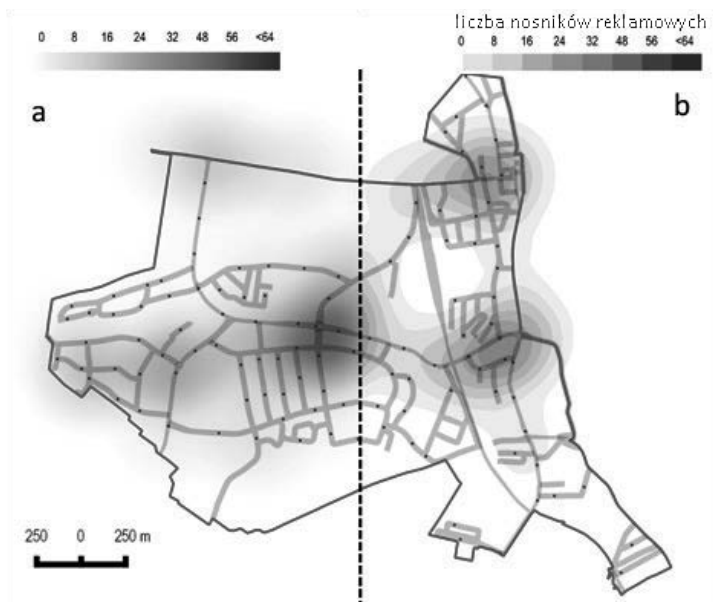 liczba nosników reklamowych
0 8 16 24 32 48 56 <64
0 8 16 24 32 48 56 <64
a
b
250 0 250 m